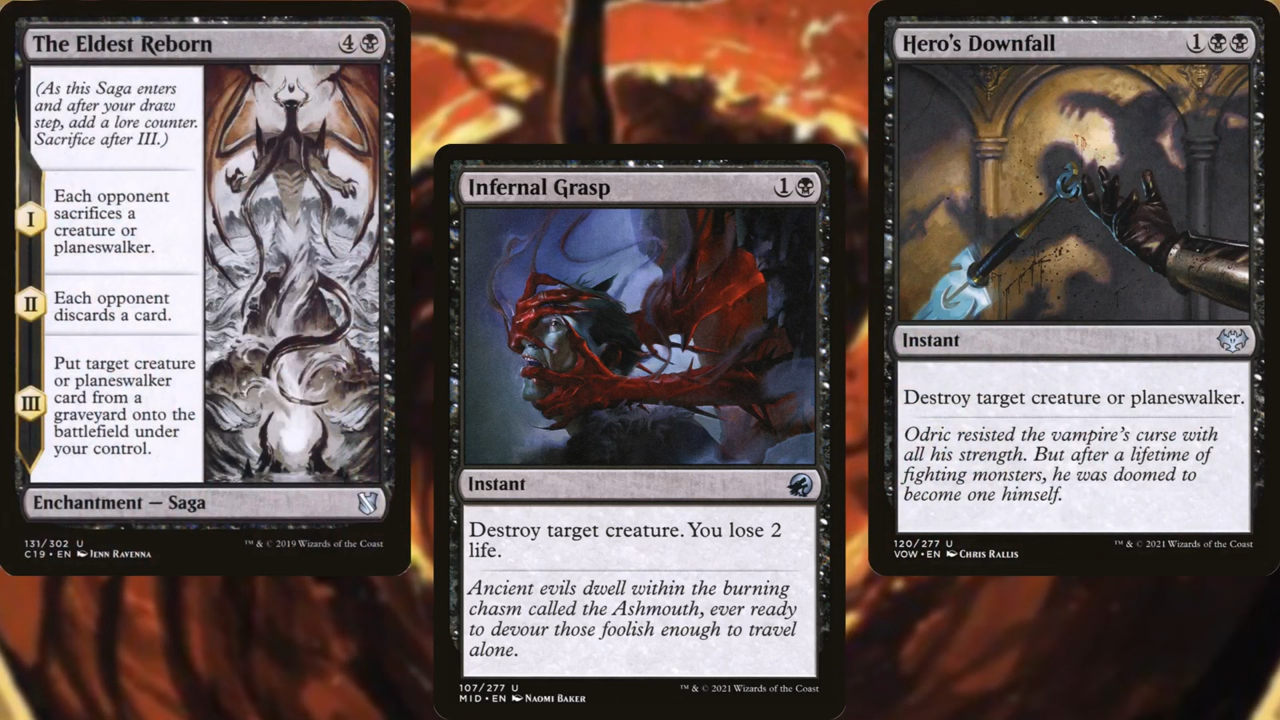 The Eldest Reborn
4
(As this Saga enters
and after your draw
step, add a lore counter.
Sacrifice after III.)
I
Each opponent
sacrifices a
creature or
planeswalker.
II
Each opponent
discards a card.
III
Put target creature
or planeswalker
card from a
graveyard onto the
battlefield under
your control.
Enchantment — Saga
131/302 U
C19 • EN Jenn Ravenna
™ & © 2019 Wizards of the Coast
Infernal Grasp
1
Instant
Destroy target creature. You lose 2
life.
Ancient evils dwell within the burning
chasm called the Ashmouth, ever ready
to devour those foolish enough to travel
alone.
107/277 U
MID • EN Naomi Baker
™ & © 2021 Wizards of the Coast
Hero's Downfall
1
Instant
Destroy target creature or planeswalker.
Odric resisted the vampire's curse with
all his strength. But after a lifetime of
fighting monsters, he was doomed to
become one himself.
120/277 U
VOW • EN Chris Rallis
™ & © 2021 Wizards of the Coast